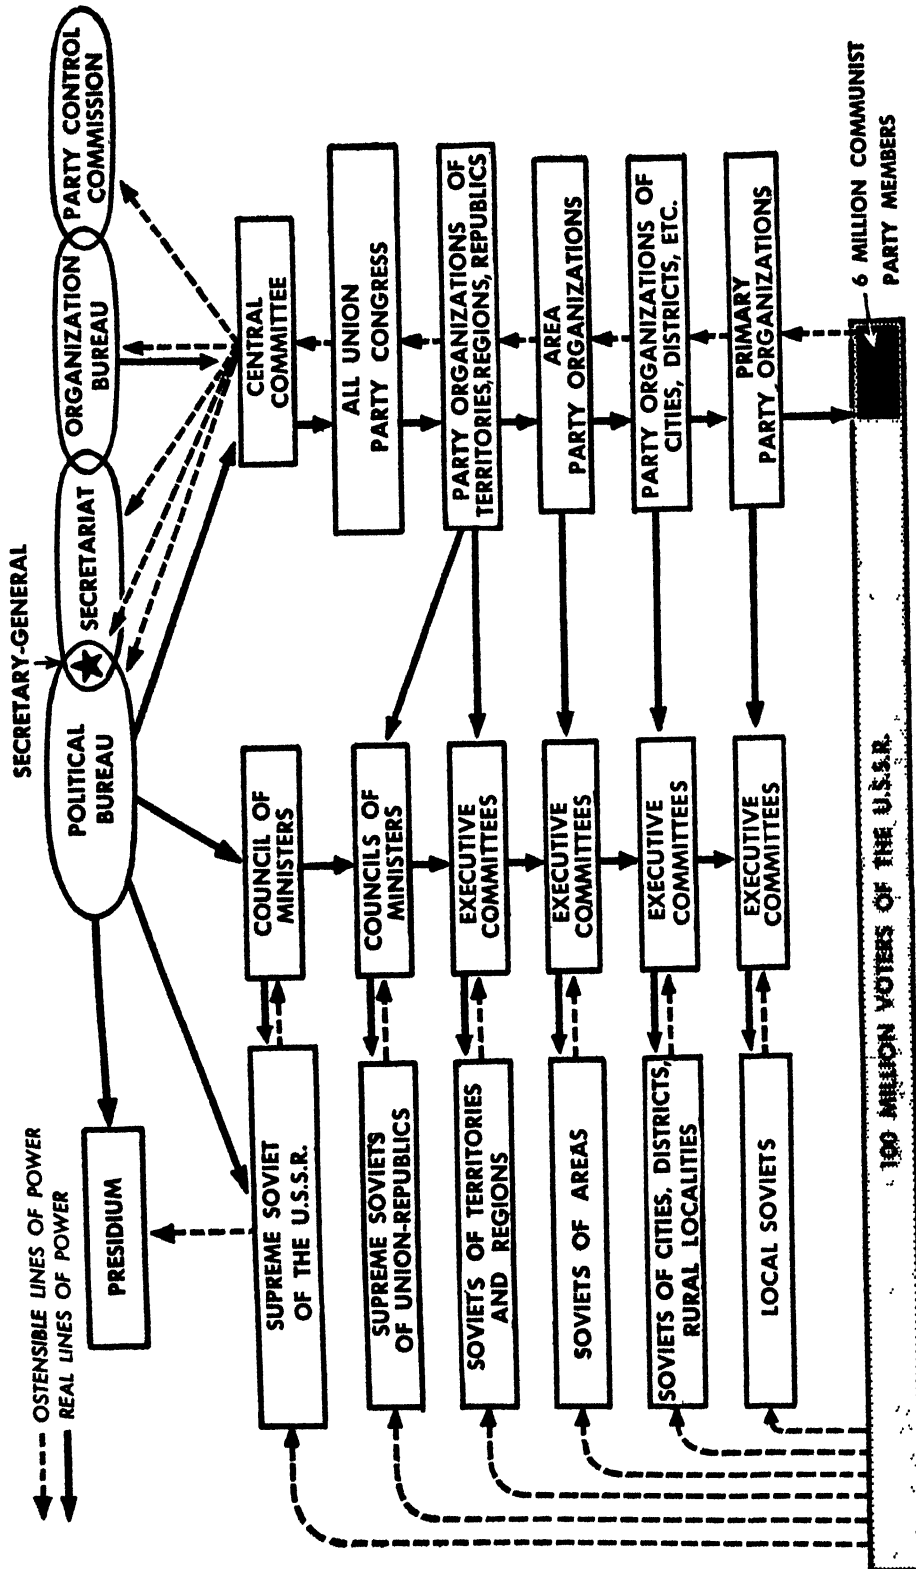 OSTENSIBLE LINES OF POWER
REAL LINES OF POWER
SECRETARY-GENERAL
POLITICAL
BUREAU
SECRETARIAT
ORGANIZATION
BUREAU
PARTY CONTROL
COMMISSION
PRESIDIUM
SUPREME SOVIET
OF THE U.S.S.R.
COUNCIL OF
MINISTERS
CENTRAL
COMMITTEE
ALL UNION
PARTY CONGRESS
SUPREME SOVIETS
OF UNION-REPUBLICS
COUNCILS OF
MINISTERS
PARTY ORGANIZATIONS OF
TERRITORIES, REGIONS, REPUBLICS
SOVIETS OF TERRITORIES
AND REGIONS
EXECUTIVE
COMMITTEES
AREA
PARTY ORGANIZATIONS
SOVIETS OF AREAS
EXECUTIVE
COMMITTEES
PARTY ORGANIZATIONS OF
CITIES, DISTRICTS, ETC.
SOVIETS OF CITIES, DISTRICTS,
RURAL LOCALITIES
EXECUTIVE
COMMITTEES
PRIMARY
PARTY ORGANIZATIONS
LOCAL SOVIETS
EXECUTIVE
COMMITTEES
6 MILLION COMMUNIST
PARTY MEMBERS
100 MILLION VOTERS OF THE U.S.S.R.